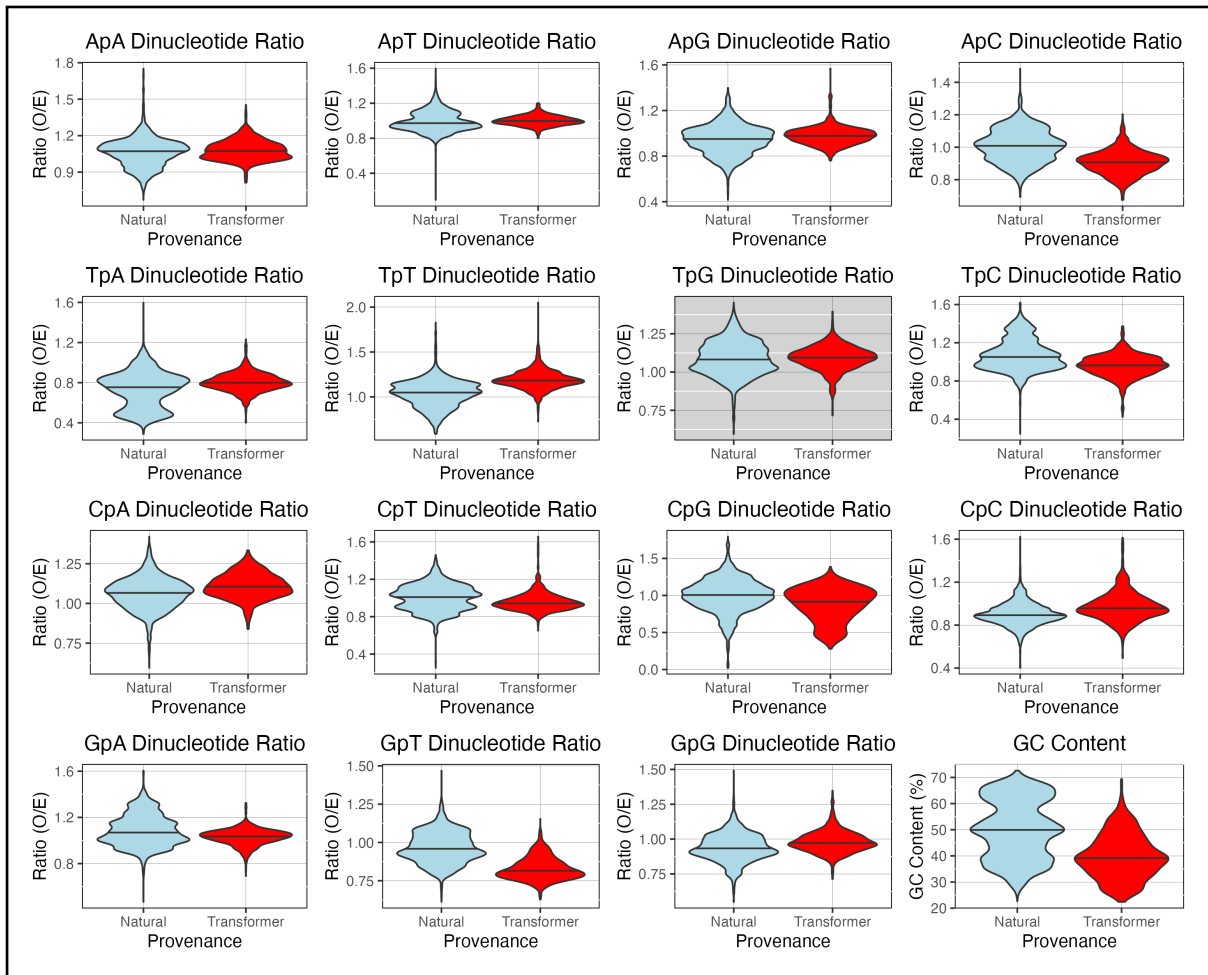 ApA Dinucleotide Ratio
Ratio (O/E)
1.8
1.5
1.2
0.9
Natural
Transformer
Provenance
ApT Dinucleotide Ratio
Ratio (O/E)
1.6
1.2
0.8
0.4
Natural
Transformer
Provenance
ApG Dinucleotide Ratio
Ratio (O/E)
1.6
1.2
0.8
0.4
Natural
Transformer
Provenance
ApC Dinucleotide Ratio
Ratio (O/E)
1.4
1.2
1.0
0.8
Natural
Transformer
Provenance
TpA Dinucleotide Ratio
Ratio (O/E)
1.6
1.2
0.8
0.4
Natural
Transformer
Provenance
TpT Dinucleotide Ratio
Ratio (O/E)
2.0
1.5
1.0
Natural
Transformer
Provenance
TpG Dinucleotide Ratio
Ratio (O/E)
1.25
1.00
0.75
Natural
Transformer
Provenance
TpC Dinucleotide Ratio
Ratio (O/E)
1.6
1.2
0.8
0.4
Natural
Transformer
Provenance
CpA Dinucleotide Ratio
Ratio (O/E)
1.25
1.00
0.75
Natural
Transformer
Provenance
CpT Dinucleotide Ratio
Ratio (O/E)
1.6
1.2
0.8
0.4
Natural
Transformer
Provenance
CpG Dinucleotide Ratio
Ratio (O/E)
1.5
1.0
0.5
0.0
Natural
Transformer
Provenance
CpC Dinucleotide Ratio
Ratio (O/E)
1.6
1.2
0.8
0.4
Natural
Transformer
Provenance
GpA Dinucleotide Ratio
Ratio (O/E)
1.6
1.2
0.8
Natural
Transformer
Provenance
GpT Dinucleotide Ratio
Ratio (O/E)
1.50
1.25
1.00
0.75
Natural
Transformer
Provenance
GpG Dinucleotide Ratio
Ratio (O/E)
1.50
1.25
1.00
0.75
Natural
Transformer
Provenance
GC Content
GC Content (%)
70
60
50
40
30
20
Natural
Transformer
Provenance